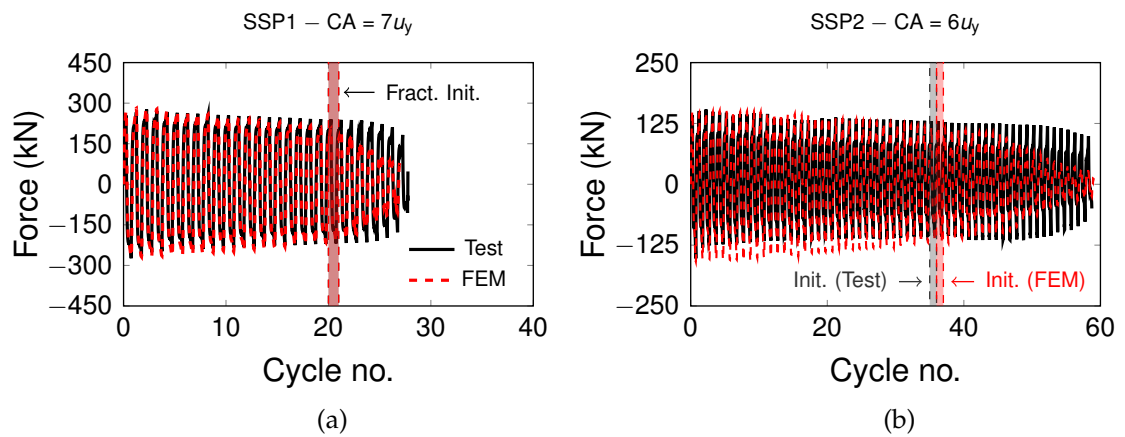 SSP1 – CA = 7uy
450
300
150
0
−150
−300
−450
Force (kN)
← Fract. Init.
Test
FEM
0 10 20 30 40
Cycle no.
(a)
SSP2 – CA = 6uy
250
125
0
−125
−250
Force (kN)
Init. (Test) → ← Init. (FEM)
0 20 40 60
Cycle no.
(b)